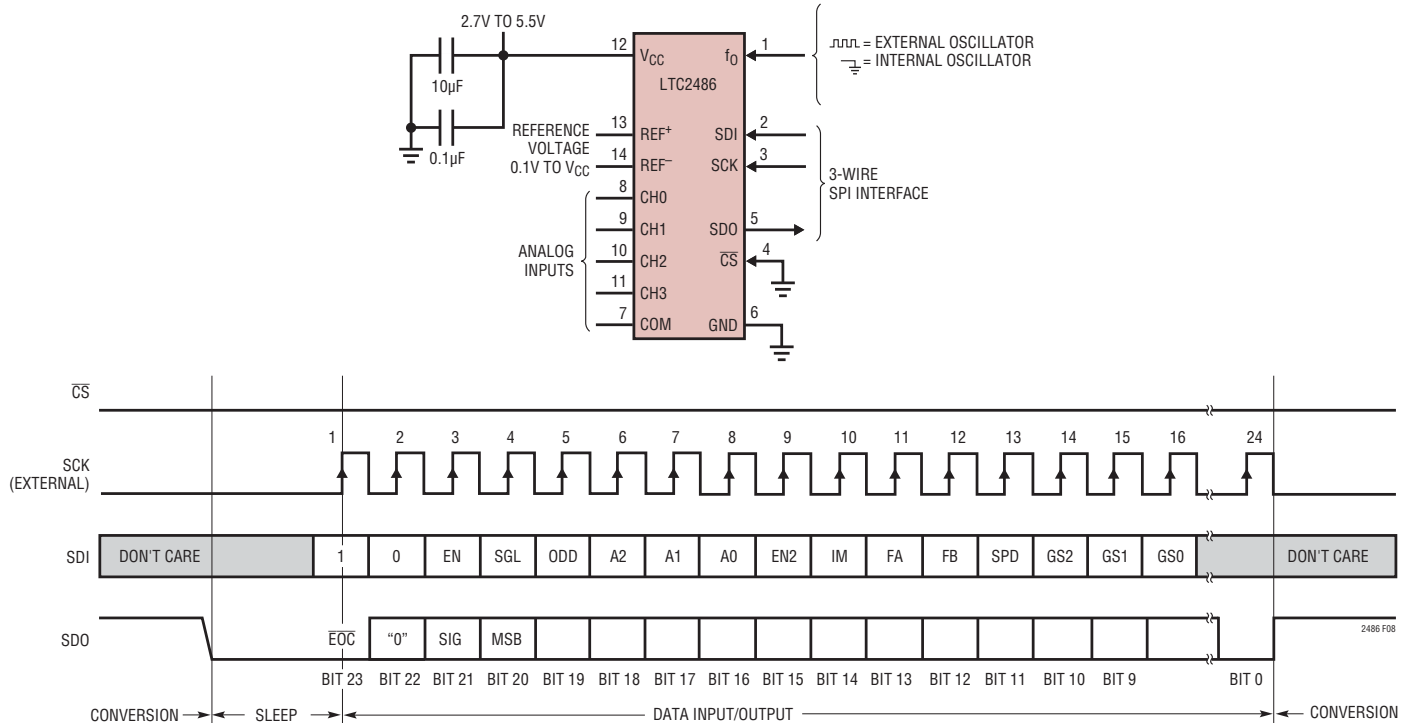 2.7V TO 5.5V
10µF
0.1µF
REFERENCE
VOLTAGE
0.1V TO VCC
ANALOG
INPUTS
12 VCC
13 REF+
14 REF–
8 CH0
9 CH1
10 CH2
11 CH3
7 COM
LTC2486
fO 1
SDI 2
SCK 3
SDO 5
CS 4
GND 6
= EXTERNAL OSCILLATOR
= INTERNAL OSCILLATOR
3-WIRE
SPI INTERFACE
CS
SCK
(EXTERNAL)
1 2 3 4 5 6 7 8 9 10 11 12 13 14 15 16 24
SDI DON'T CARE 1 0 EN SGL ODD A2 A1 A0 EN2 IM FA FB SPD GS2 GS1 GS0 DON'T CARE
SDO EOC "0" SIG MSB
2486 F08
BIT 23 BIT 22 BIT 21 BIT 20 BIT 19 BIT 18 BIT 17 BIT 16 BIT 15 BIT 14 BIT 13 BIT 12 BIT 11 BIT 10 BIT 9 BIT 0
CONVERSION SLEEP DATA INPUT/OUTPUT CONVERSION